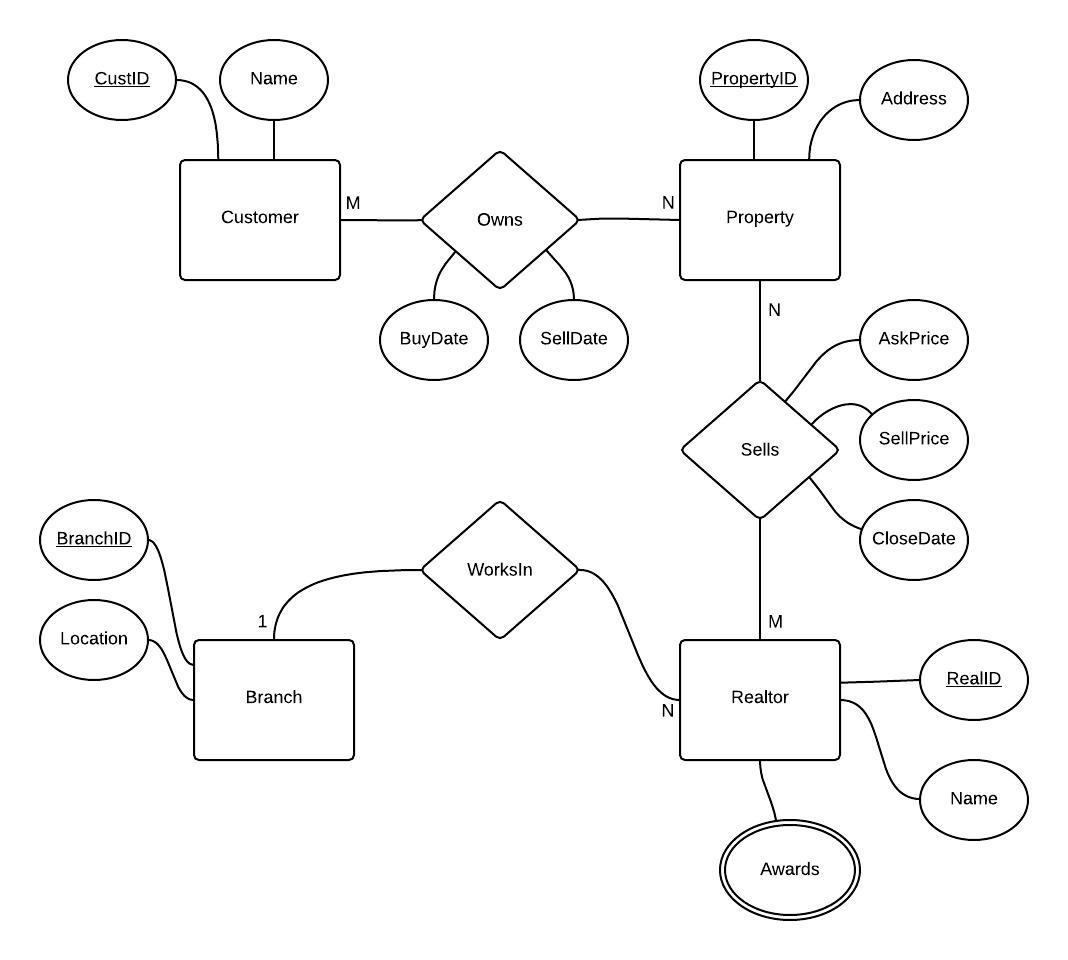 CustID
Name
PropertyID
Address
Customer
M
Owns
N
Property
BuyDate
SellDate
N
AskPrice
Sells
SellPrice
CloseDate
BranchID
WorksIn
Location
1
M
Branch
N
Realtor
RealID
Name
Awards